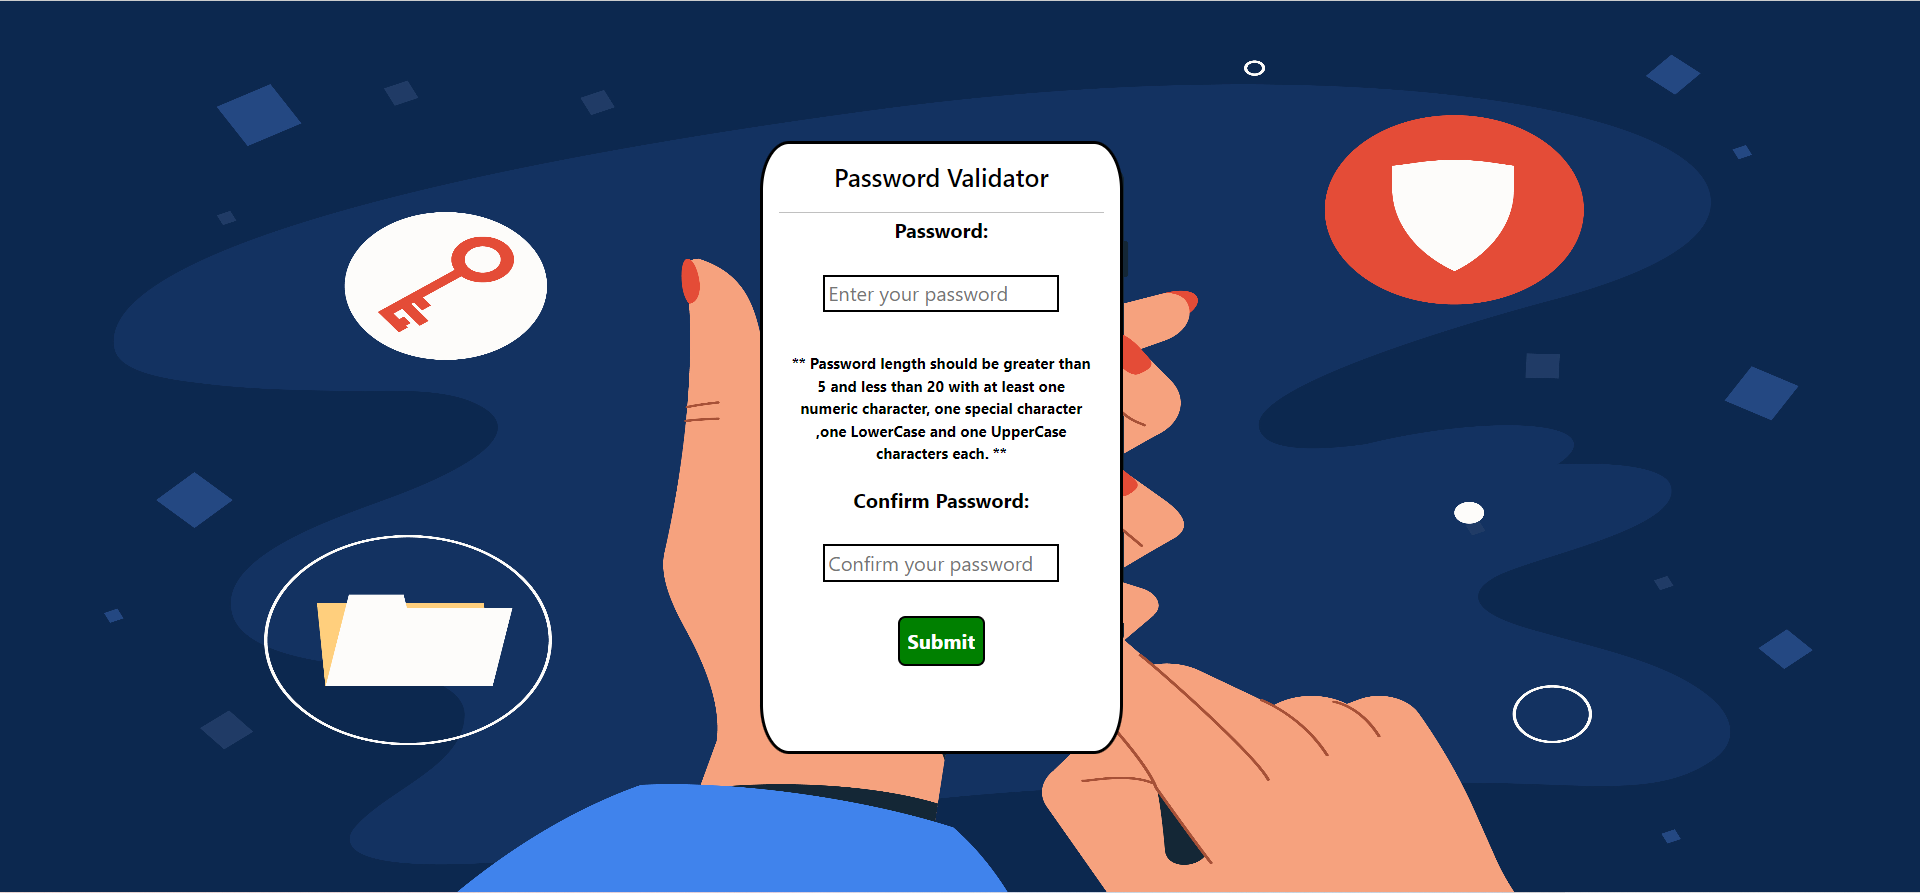 Password Validator
Password:
Enter your password
** Password length should be greater than
5 and less than 20 with at least one
numeric character, one special character
,one LowerCase and one UpperCase
characters each. **
Confirm Password:
Confirm your password
Submit